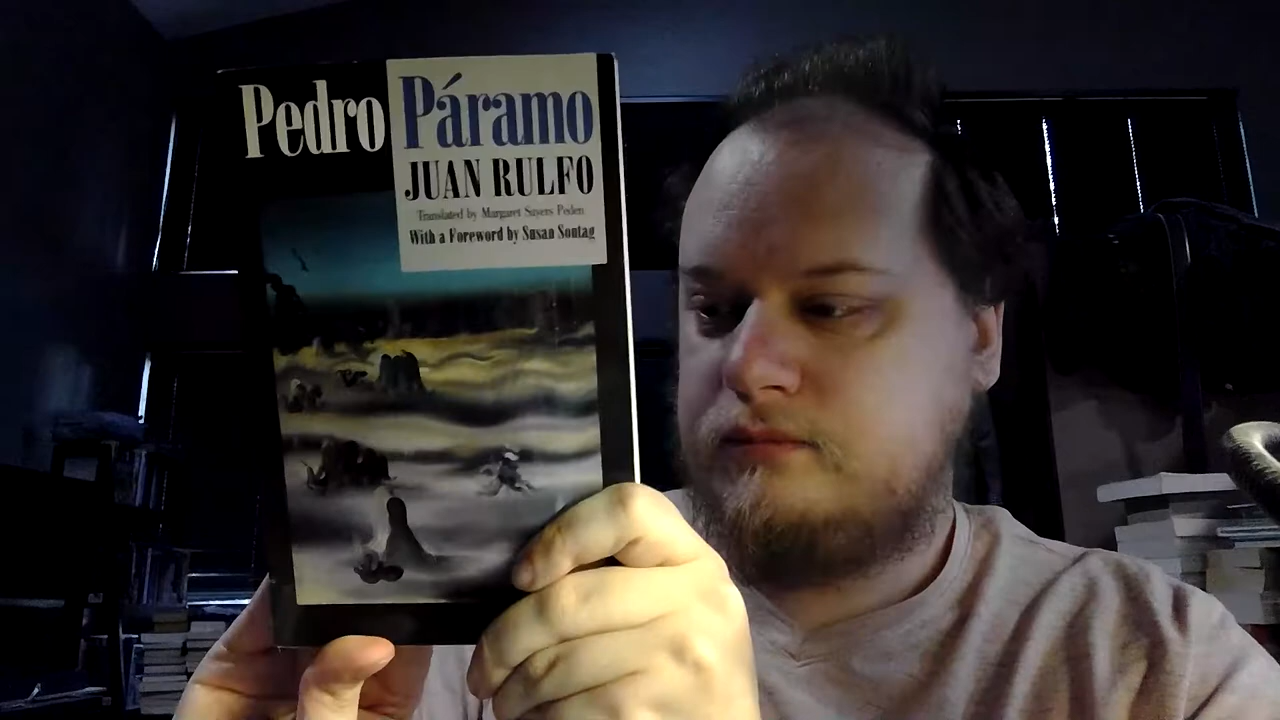 Pedro Páramo
JUAN RULFO
Translated by Margaret Sayers Peden
With a Foreword by Susan Sontag